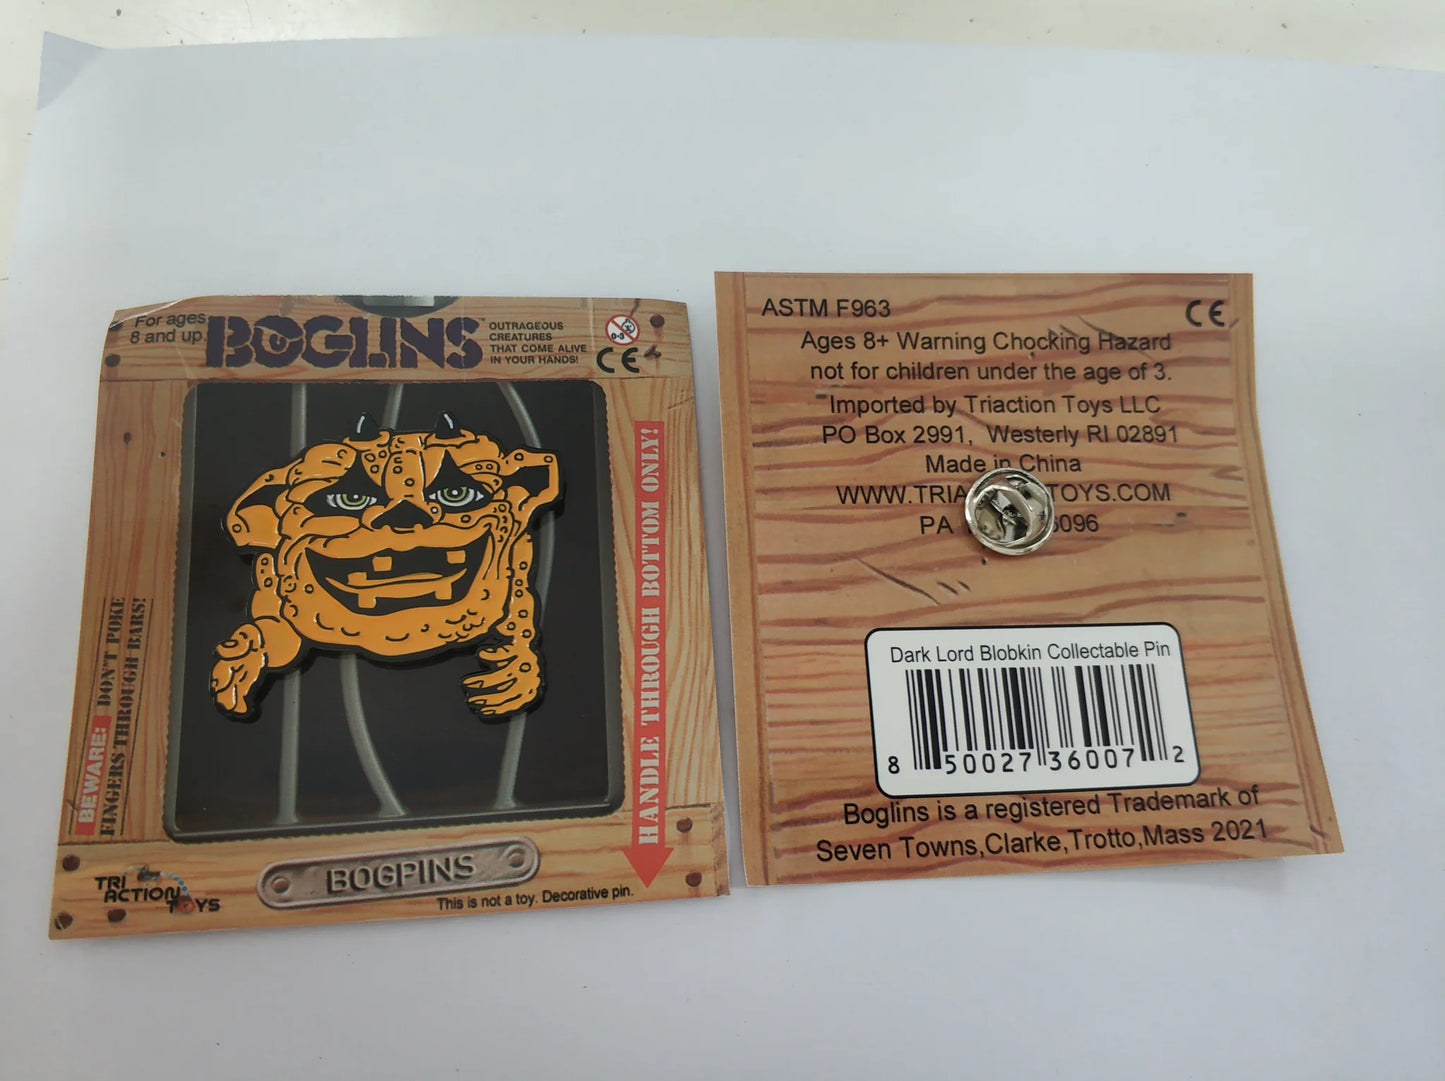 For ages
8 and up.
BOGLINS™
OUTRAGEOUS
CREATURES
THAT COME ALIVE
IN YOUR HANDS!
0-3
CE
BEWARE: DON'T POKE
FINGERS THROUGH BARS!
HANDLE THROUGH BOTTOM ONLY!
TRI
ACTION
TOYS
BOGPINS
This is not a toy. Decorative pin.
ASTM F963
CE
Ages 8+ Warning Chocking Hazard
not for children under the age of 3.
Imported by Triaction Toys LLC
PO Box 2991, Westerly RI 02891
Made in China
WWW.TRIA TOYS.COM
PA 6096
Dark Lord Blobkin Collectable Pin
8 50027 36007 2
Boglins is a registered Trademark of
Seven Towns,Clarke,Trotto,Mass 2021